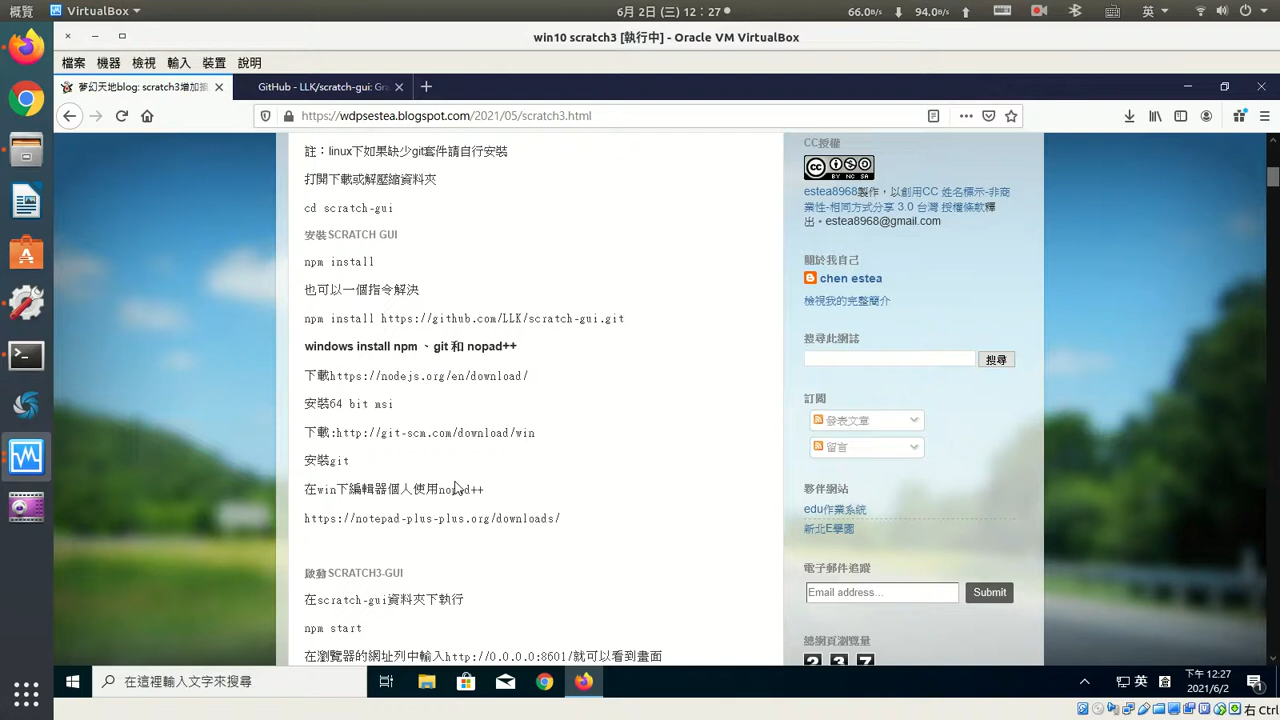 概覽
VirtualBox
6月 2日 (三) 12：27
66.0B/s
94.0B/s
英
win10 scratch3 [執行中] - Oracle VM VirtualBox
檔案 機器 檢視 輸入 裝置 說明
夢幻天地blog: scratch3增加擴
GitHub - LLK/scratch-gui: Gra
https://wdpsestea.blogspot.com/2021/05/scratch3.html
註：linux下如果缺少git套件請自行安裝
打開下載或解壓縮資料夾
cd scratch-gui
安裝SCRATCH GUI
npm install
也可以一個指令解決
npm install https://github.com/LLK/scratch-gui.git
windows install npm 、git 和 nopad++
下載https://nodejs.org/en/download/
安裝64 bit msi
下載:http://git-scm.com/download/win
安裝git
在win下編輯器個人使用nopad++
https://notepad-plus-plus.org/downloads/
啟動SCRATCH3-GUI
在scratch-gui資料夾下執行
npm start
在瀏覽器的網址列中輸入http://0.0.0.0:8601/就可以看到畫面
CC授權
cc
BY NC SA
estea8968製作，以創用CC 姓名標示-非商
業性-相同方式分享 3.0 台灣 授權條款釋
出。estea8968@gmail.com
關於我自己
chen estea
檢視我的完整簡介
搜尋此網誌
搜尋
訂閱
發表文章
留言
夥伴網站
edu作業系統
新北E學園
電子郵件追蹤
Email address...
Submit
總網頁瀏覽量
237
在這裡輸入文字來搜尋
英
下午 12:27
2021/6/2
1
右 Ctrl